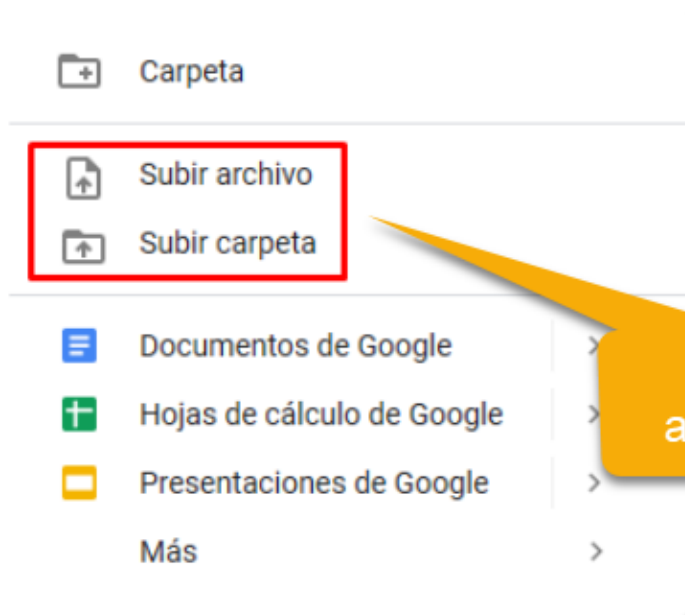 Carpeta
Subir archivo
Subir carpeta
Documentos de Google
Hojas de cálculo de Google
Presentaciones de Google
Más